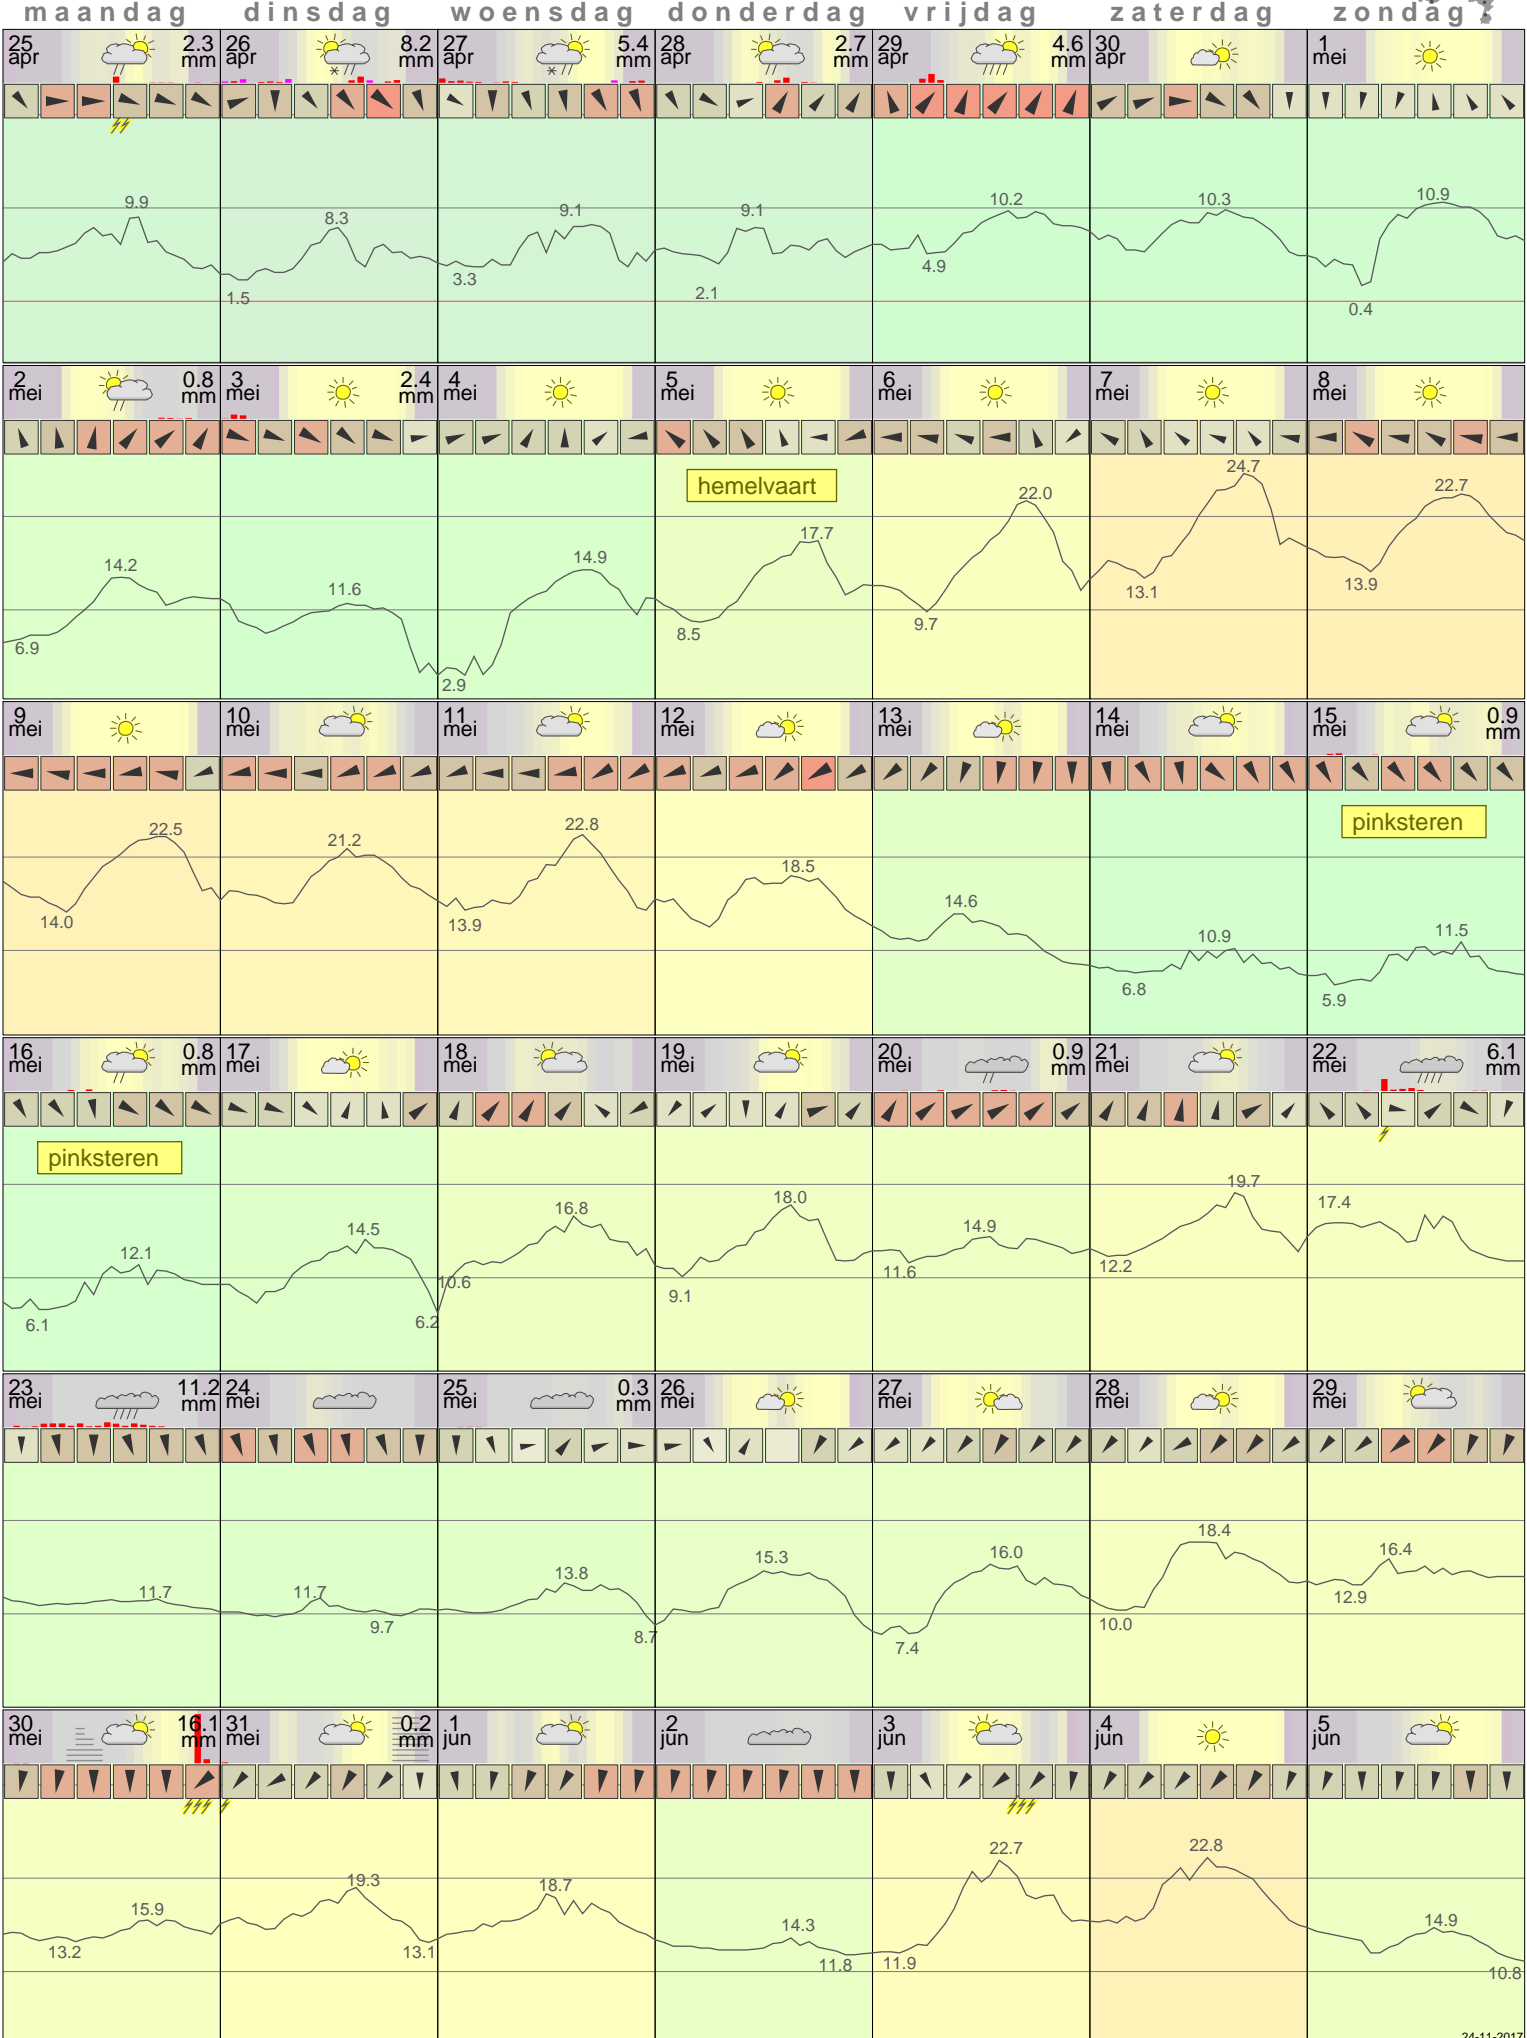 maandag dinsdag woensdag donderdag vrijdag zaterdag zondag
25 2.3 26 8.2 27 5.4 28 2.7 29 4.6 30 1
apr mm apr mm apr mm apr mm apr mm apr mei
9.9 8.3 9.1 9.1 10.2 10.3 10.9
1.5 3.3 2.1 4.9 0.4
2 0.8 3 2.4 4 5 6 7 8
mei mm mei mm mei mei mei mei mei
hemelvaart
14.2 11.6 14.9 17.7 22.0 24.7 22.7
6.9 2.9 8.5 9.7 13.1 13.9
9 10 11 12 13 14 15 0.9
mei mei mei mei mei mei mei mm
pinksteren
22.5 21.2 22.8 18.5 14.6 10.9 11.5
14.0 13.9 6.8 5.9
16 0.8 17 18 19 20 0.9 21 22 6.1
mei mm mei mei mei mei mm mei mei mm
pinksteren
12.1 14.5 16.8 18.0 14.9 19.7 17.4
6.1 6.2 10.6 9.1 11.6 12.2
23 11.2 24 25 0.3 26 27 28 29
mei mm mei mei mm mei mei mei mei
11.7 11.7 13.8 15.3 16.0 18.4 16.4
9.7 8.7 7.4 10.0 12.9
30 16.1 31 0.2 1 2 3 4 5
mei mm mei mm jun jun jun jun jun
15.9 19.3 18.7 14.3 22.7 22.8 14.9
13.2 13.1 11.8 11.9 10.8
24-11-2017